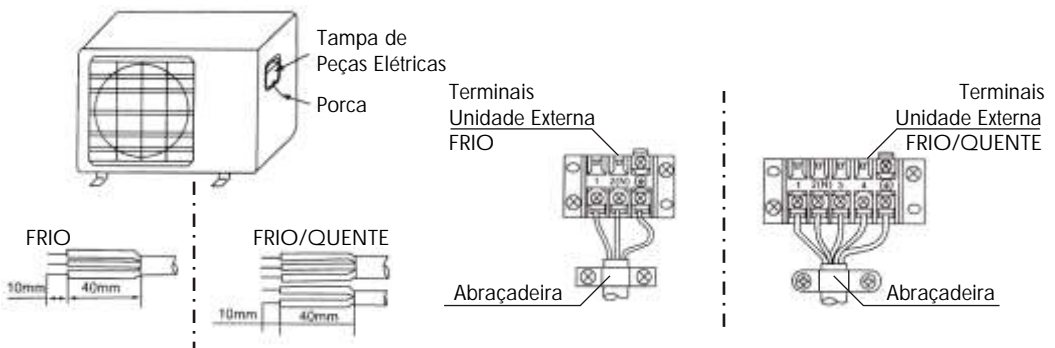 Tampa de
Peças Elétricas
Porca
FRIO
10mm
40mm
FRIO/QUENTE
10mm
40mm
Terminais
Unidade Externa
FRIO
1 2(N)
Abraçadeira
Terminais
Unidade Externa
FRIO/QUENTE
1 2(N) 3 4
Abraçadeira